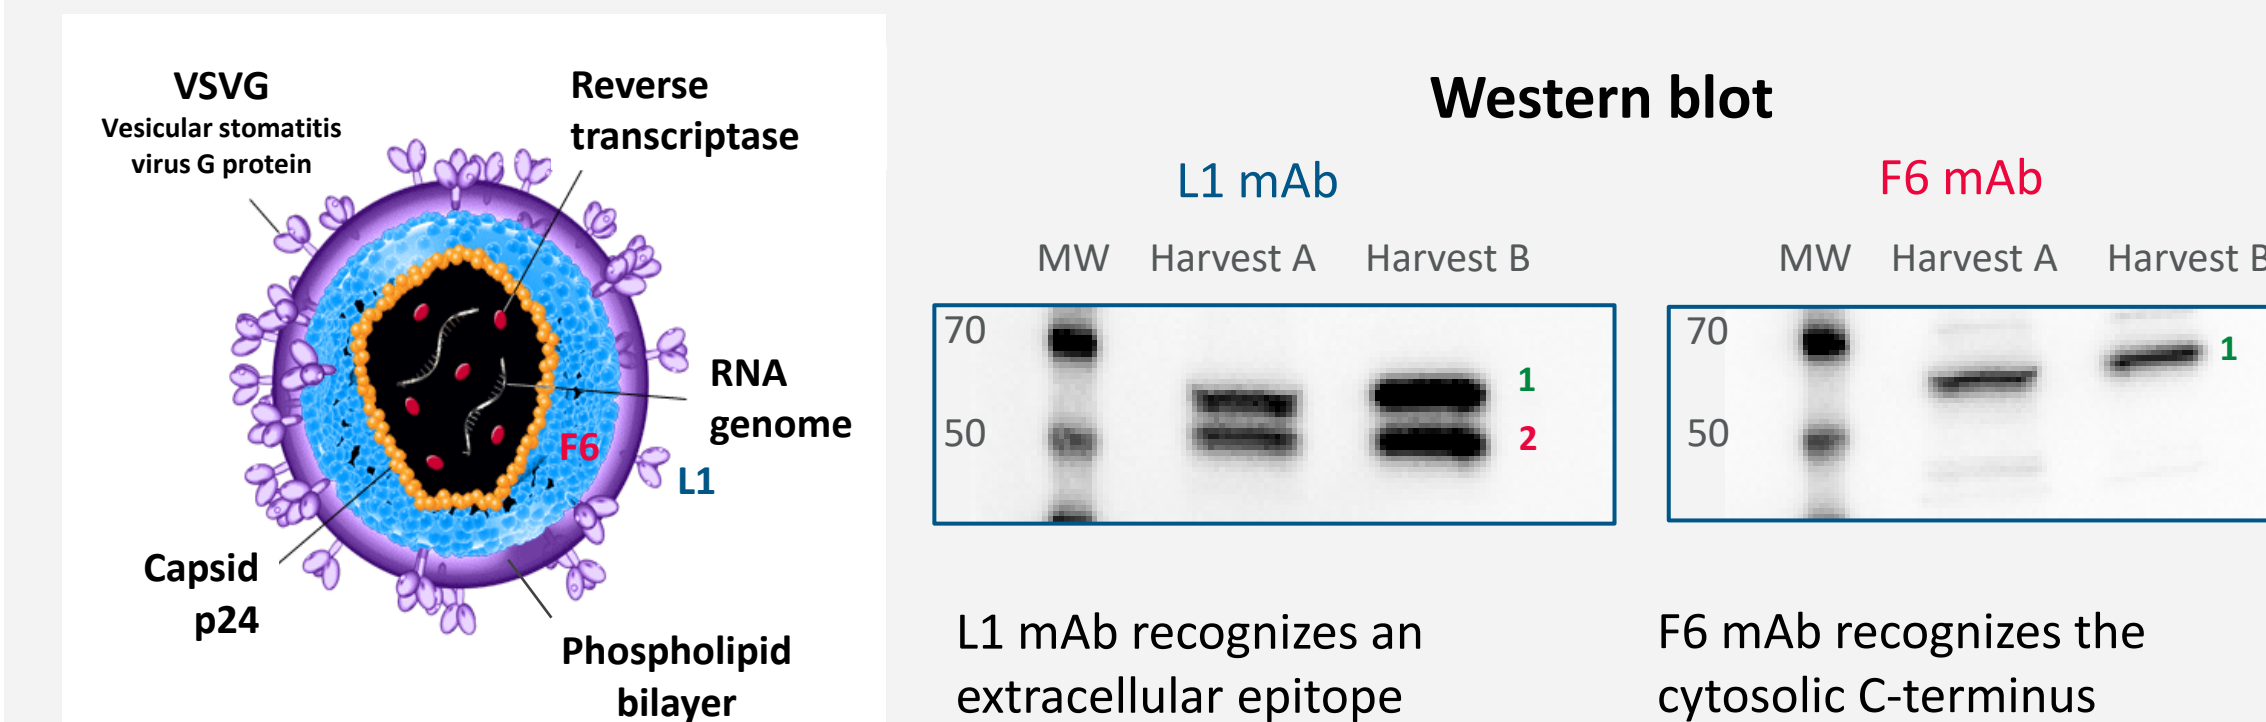 VSVG
Vesicular stomatitis
virus G protein
Reverse
transcriptase
RNA
genome
F6
L1
Capsid
p24
Phospholipid
bilayer
Western blot
L1 mAb
MW Harvest A Harvest B
70
50
1
2
L1 mAb recognizes an
extracellular epitope
F6 mAb
MW Harvest A Harvest B
70
50
1
F6 mAb recognizes the
cytosolic C-terminus